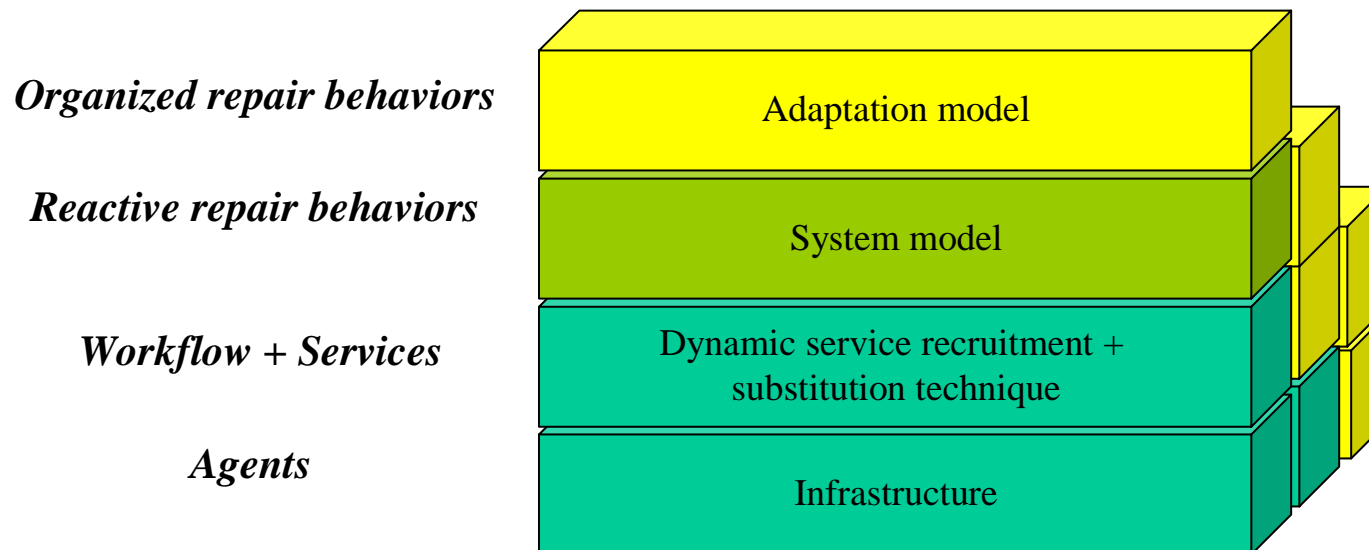 Organized repair behaviors
Adaptation model
Reactive repair behaviors
System model
Workflow + Services
Dynamic service recruitment +
substitution technique
Agents
Infrastructure